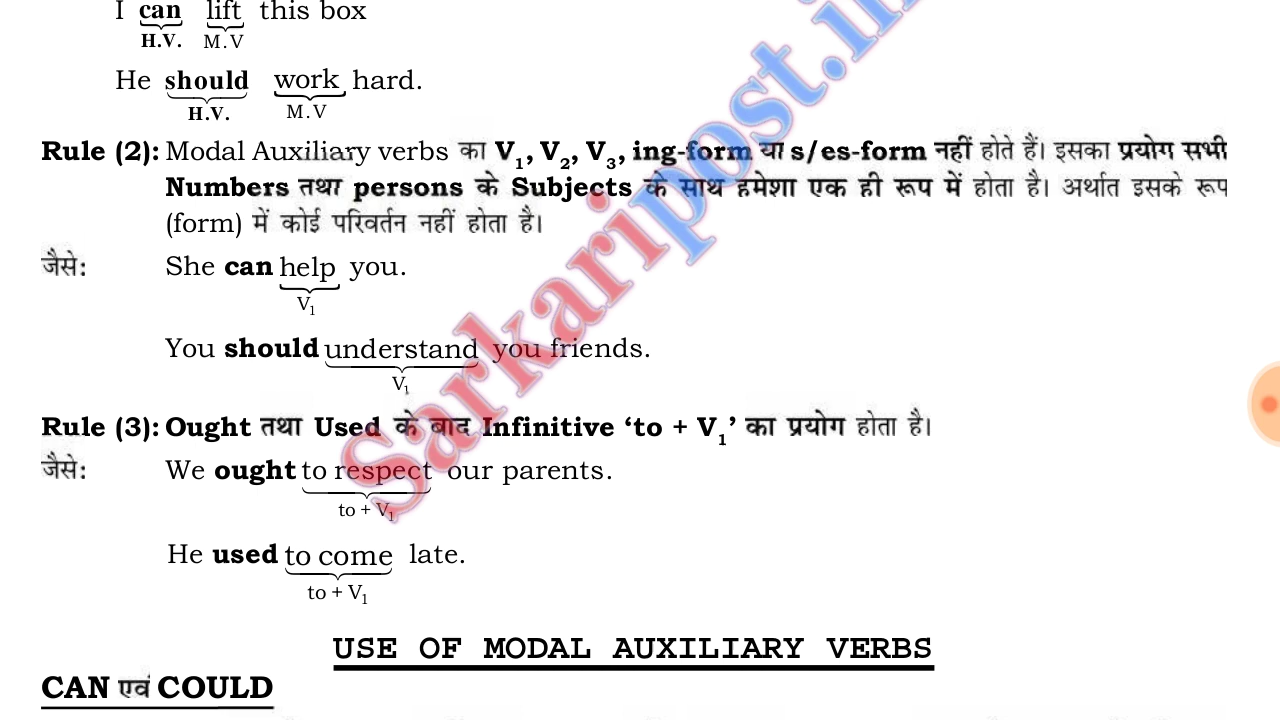 I can lift this box
H.V. M.V
He should work hard.
H.V. M.V
Rule (2): Modal Auxiliary verbs का V₁, V₂, V₃, ing-form या s/es-form नहीं होते हैं। इसका प्रयोग सभी
Numbers तथा persons के Subjects के साथ हमेशा एक ही रूप में होता है। अर्थात इसके रूप
(form) में कोई परिवर्तन नहीं होता है।
जैसे: She can help you.
V₁
You should understand you friends.
V₁
Rule (3): Ought तथा Used के बाद Infinitive ‘to + V₁’ का प्रयोग होता है।
जैसे: We ought to respect our parents.
to + V₁
He used to come late.
to + V₁
USE OF MODAL AUXILIARY VERBS
CAN एवं COULD
Sarkaripost.in